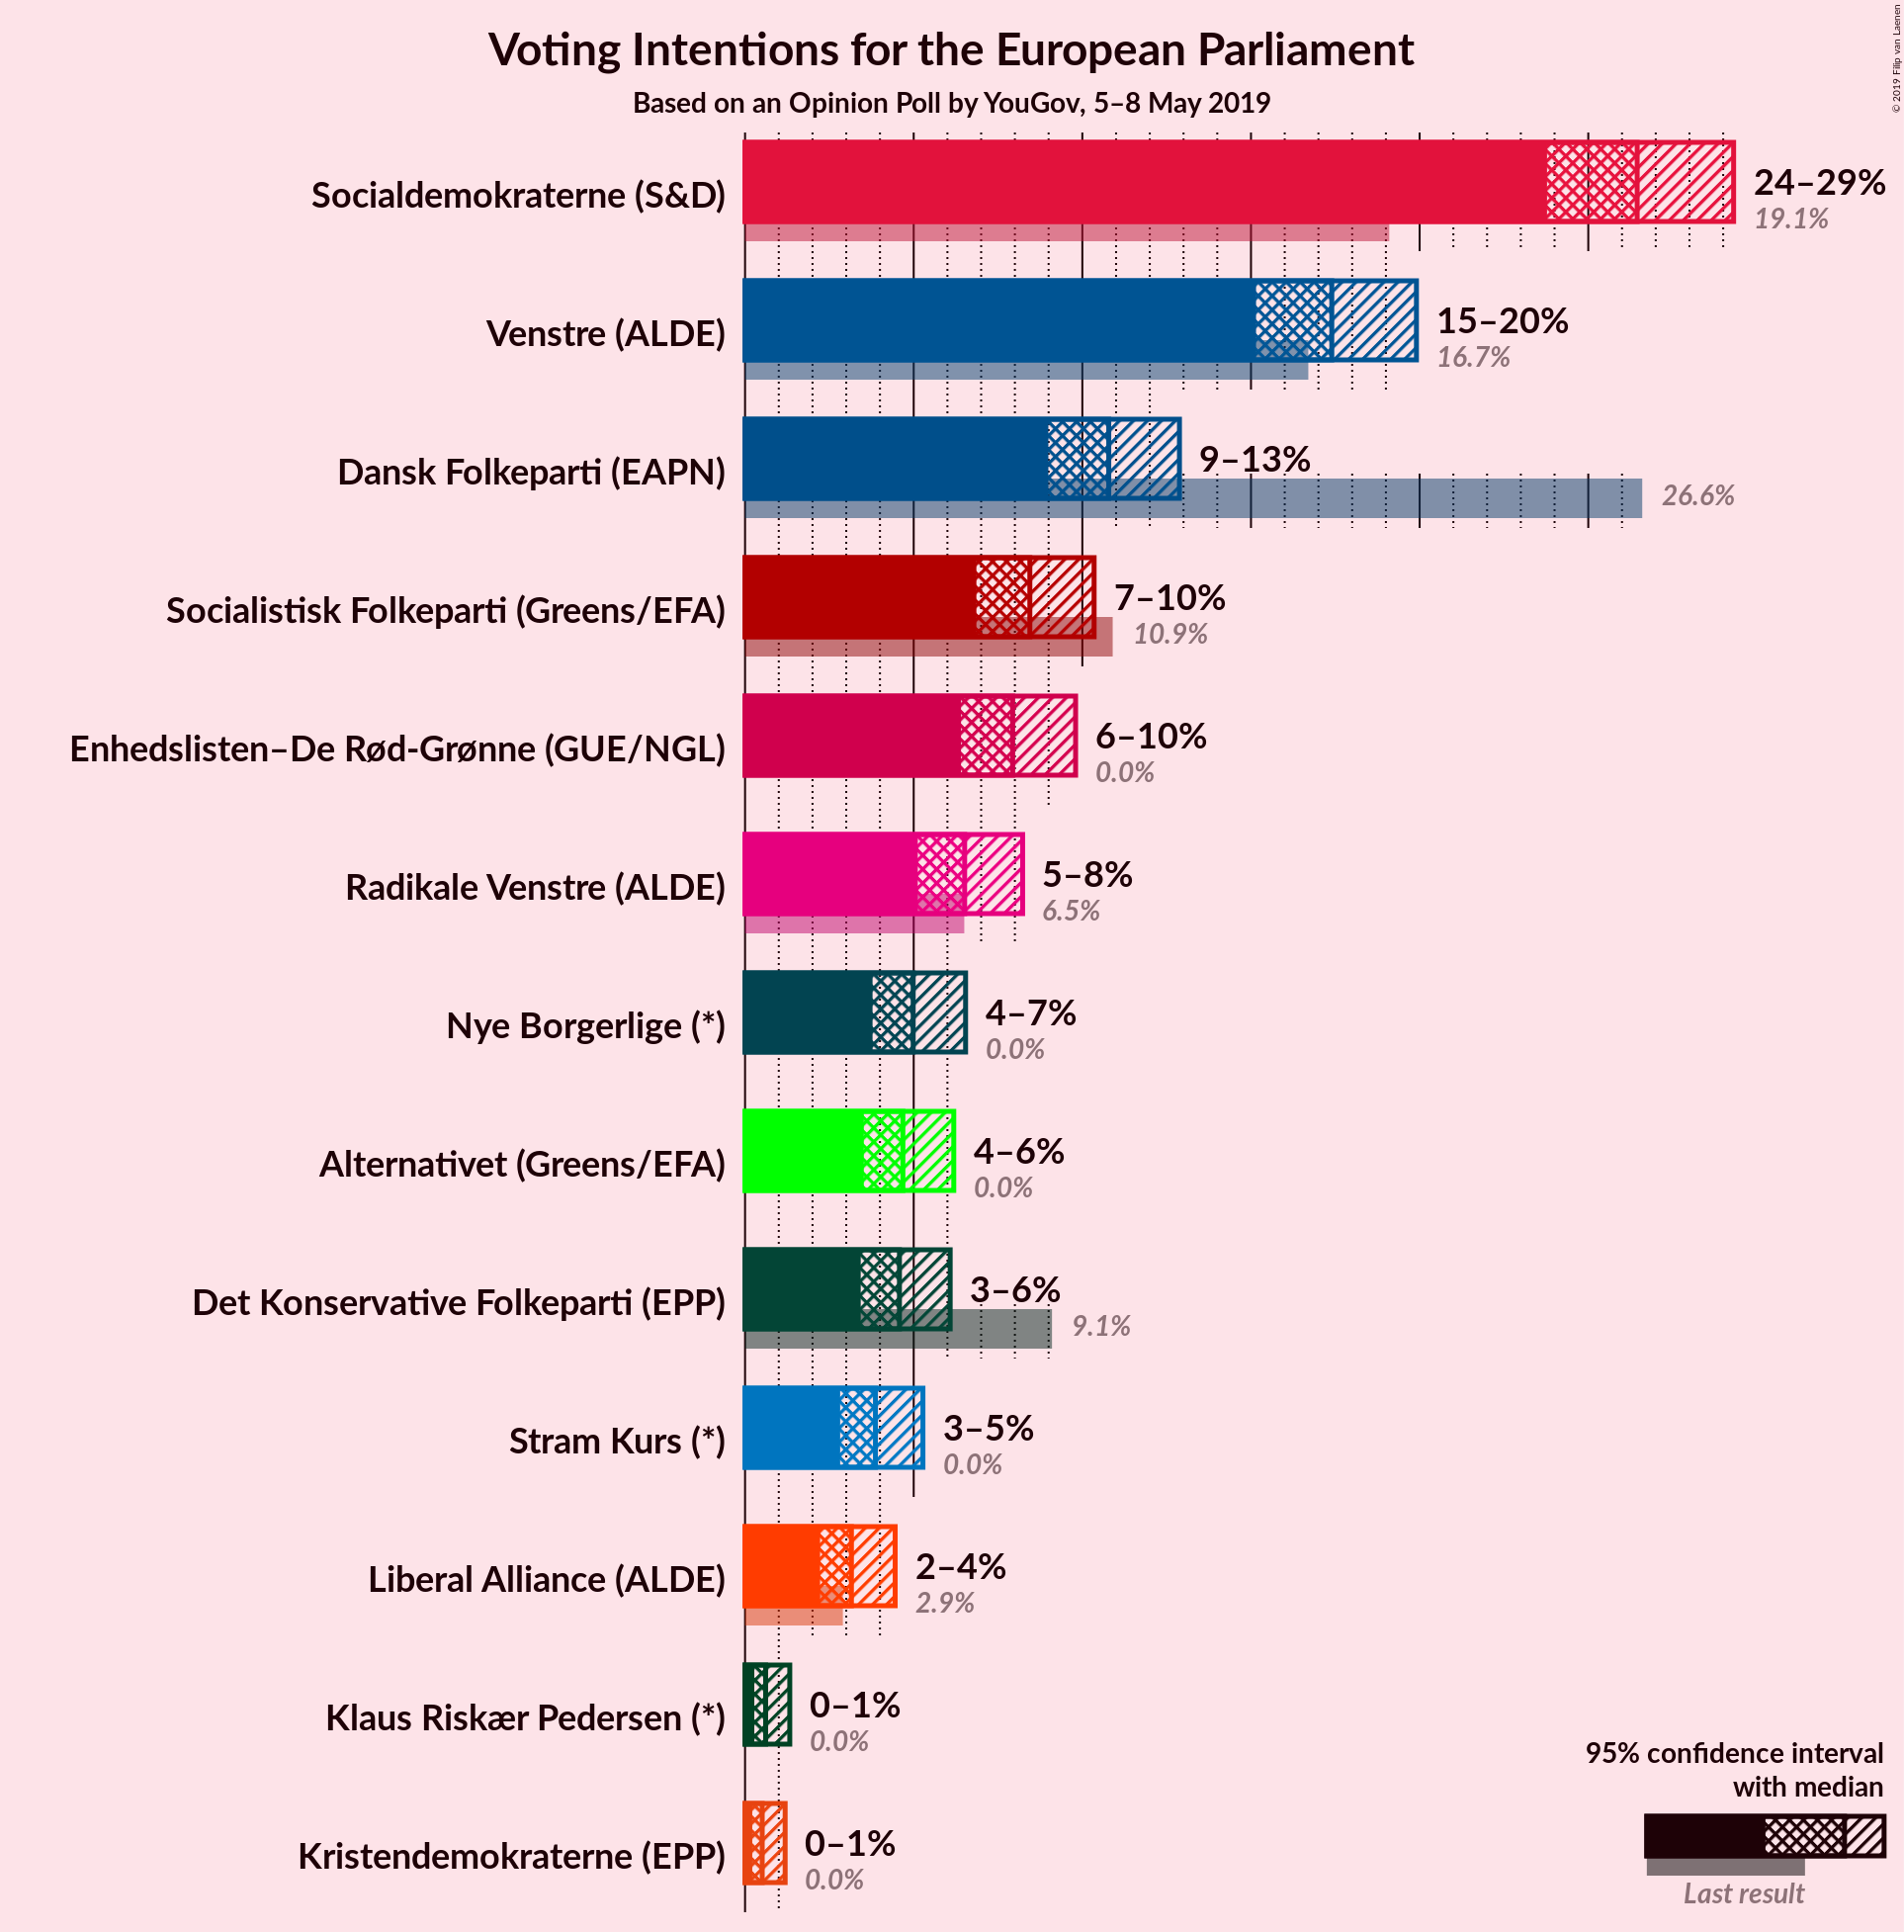 Voting Intentions for the European Parliament
Based on an Opinion Poll by YouGov, 5–8 May 2019
© 2019 Filip van Laenen
Socialdemokraterne (S&D)
24–29%
19.1%
Venstre (ALDE)
15–20%
16.7%
Dansk Folkeparti (EAPN)
9–13%
26.6%
Socialistisk Folkeparti (Greens/EFA)
7–10%
10.9%
Enhedslisten–De Rød-Grønne (GUE/NGL)
6–10%
0.0%
Radikale Venstre (ALDE)
5–8%
6.5%
Nye Borgerlige (*)
4–7%
0.0%
Alternativet (Greens/EFA)
4–6%
0.0%
Det Konservative Folkeparti (EPP)
3–6%
9.1%
Stram Kurs (*)
3–5%
0.0%
Liberal Alliance (ALDE)
2–4%
2.9%
Klaus Riskær Pedersen (*)
0–1%
0.0%
Kristendemokraterne (EPP)
0–1%
0.0%
95% confidence interval
with median
Last result